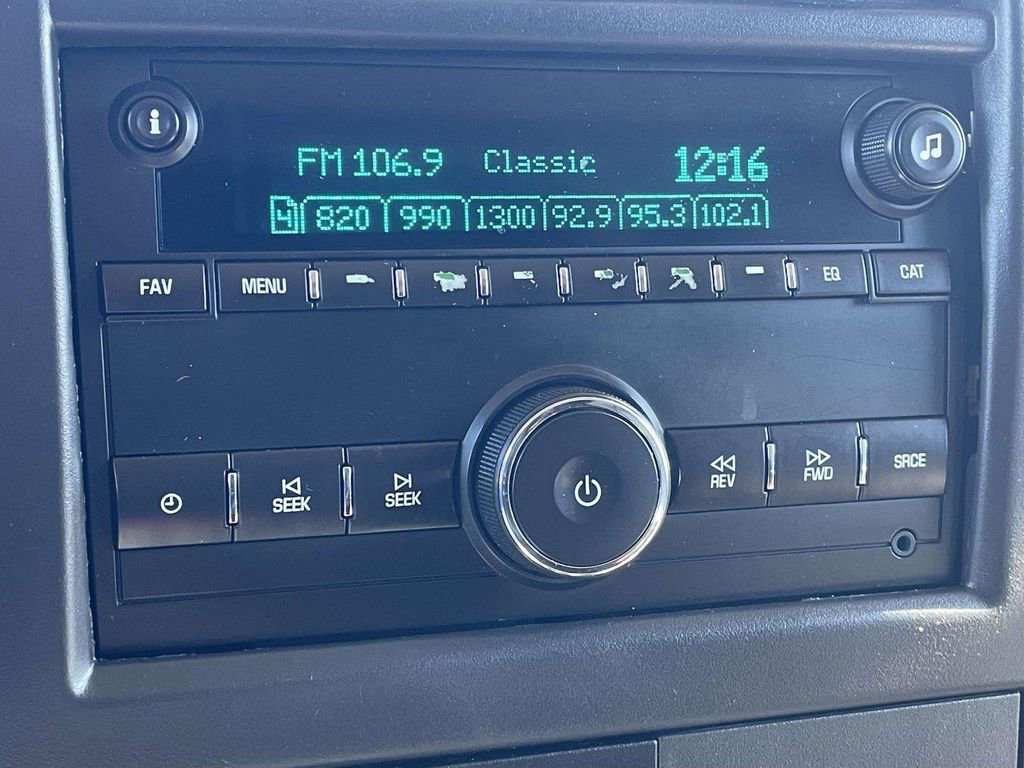 i
FM 106.9 Classic 12:16
4 820 990 1300 92.9 95.3 102.1
FAV MENU EQ CAT
SEEK SEEK REV FWD SRCE